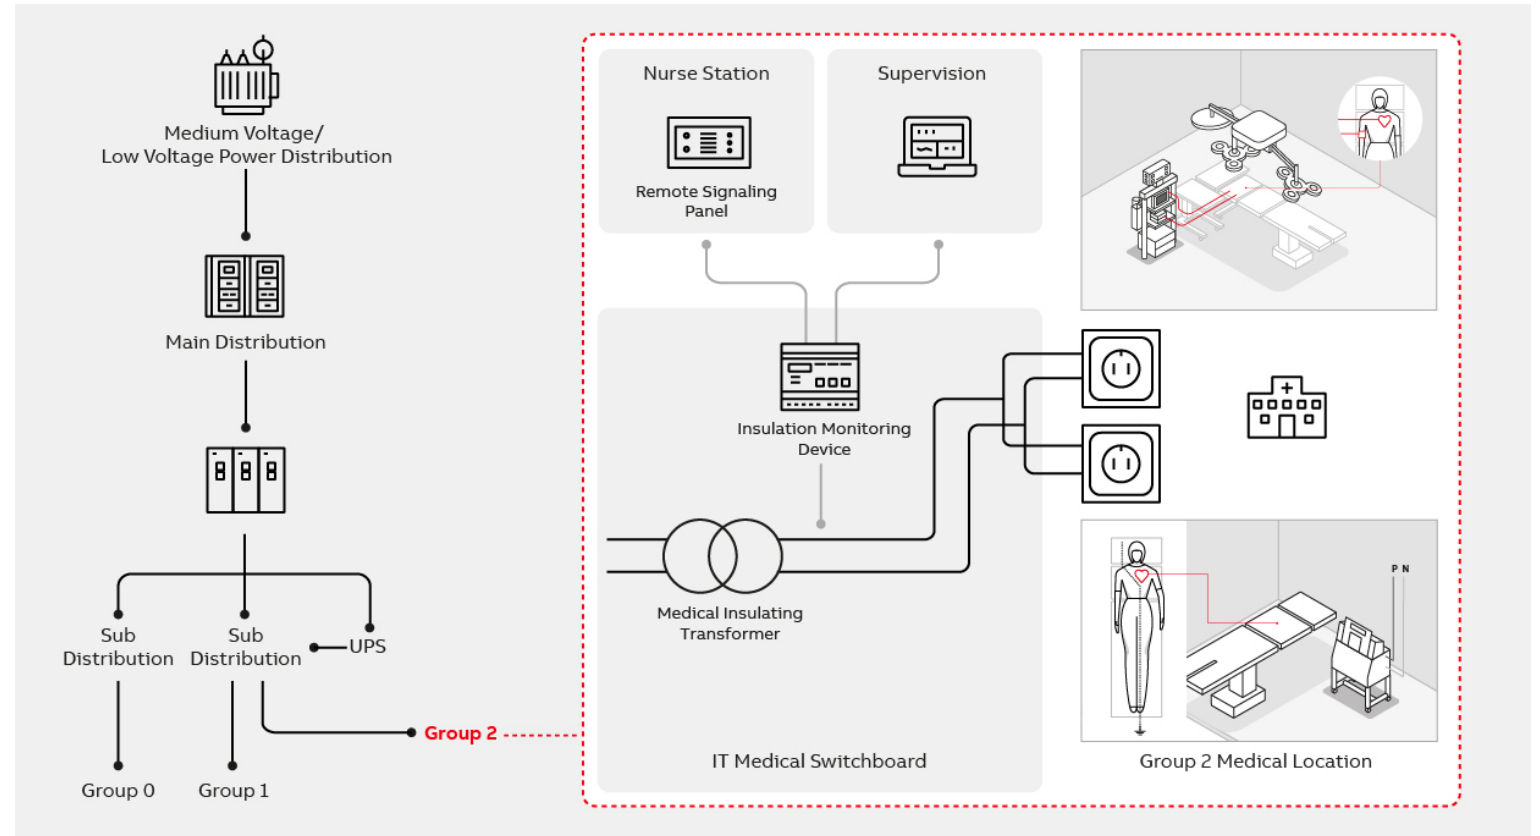 Medium Voltage/
Low Voltage Power Distribution
Main Distribution
Sub
Distribution
Sub
Distribution
UPS
Group 0
Group 1
Group 2
Nurse Station
Remote Signaling
Panel
Supervision
Insulation Monitoring
Device
Medical Insulating
Transformer
IT Medical Switchboard
P N
Group 2 Medical Location